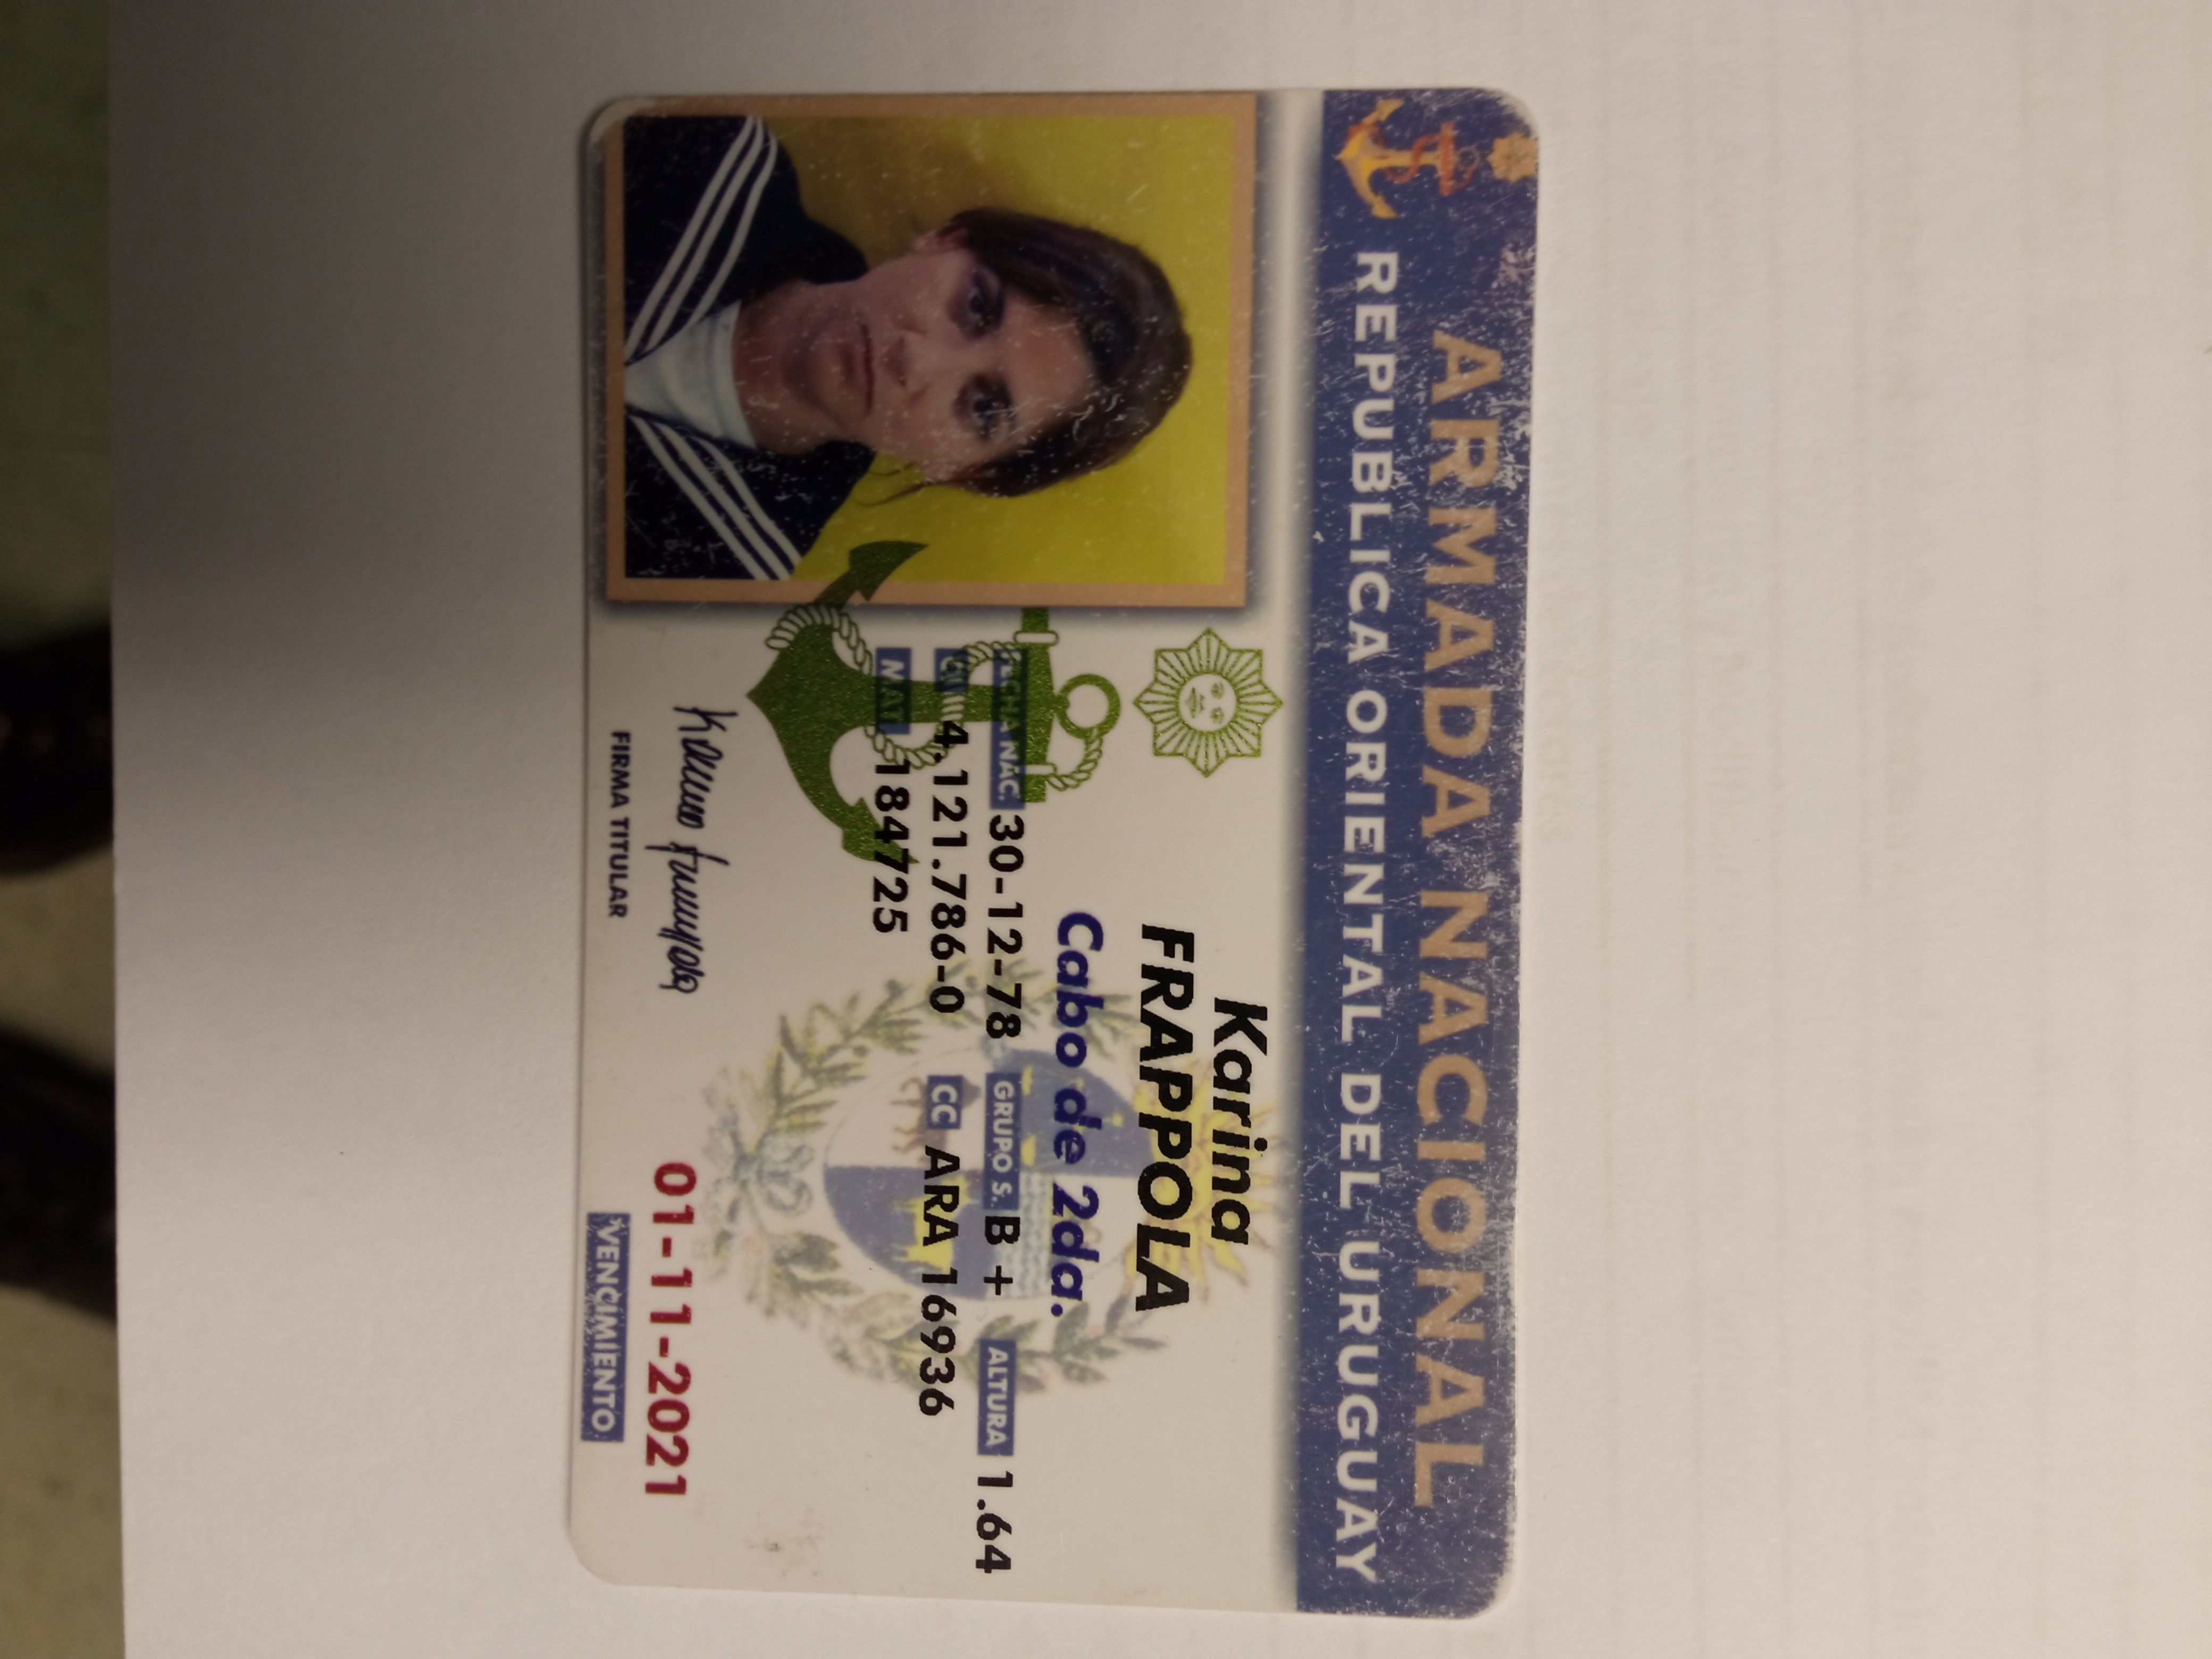 ARMADA NACIONAL
REPUBLICA ORIENTAL DEL URUGUAY
Karina
FRAPPOLA
Cabo de 2da.
FECHA NAC. 30-12-78 GRUPO S. B + ALTURA 1.64
4.121.786-0 CC ARA 16936
MAT 184725
Karina Frappola
FIRMA TITULAR
01-11-2021
VENCIMIENTO